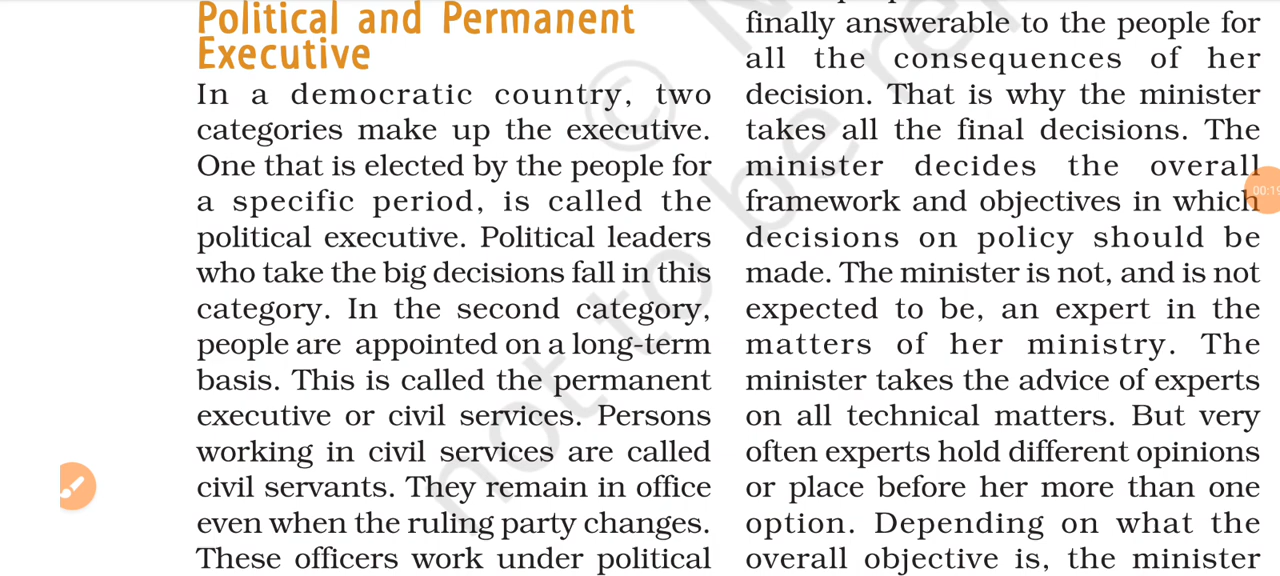 Political and Permanent
Executive
In a democratic country, two
categories make up the executive.
One that is elected by the people for
a specific period, is called the
political executive. Political leaders
who take the big decisions fall in this
category. In the second category,
people are appointed on a long-term
basis. This is called the permanent
executive or civil services. Persons
working in civil services are called
civil servants. They remain in office
even when the ruling party changes.
These officers work under political
finally answerable to the people for
all the consequences of her
decision. That is why the minister
takes all the final decisions. The
minister decides the overall
framework and objectives in which
decisions on policy should be
made. The minister is not, and is not
expected to be, an expert in the
matters of her ministry. The
minister takes the advice of experts
on all technical matters. But very
often experts hold different opinions
or place before her more than one
option. Depending on what the
overall objective is, the minister
©
not to be
00:19